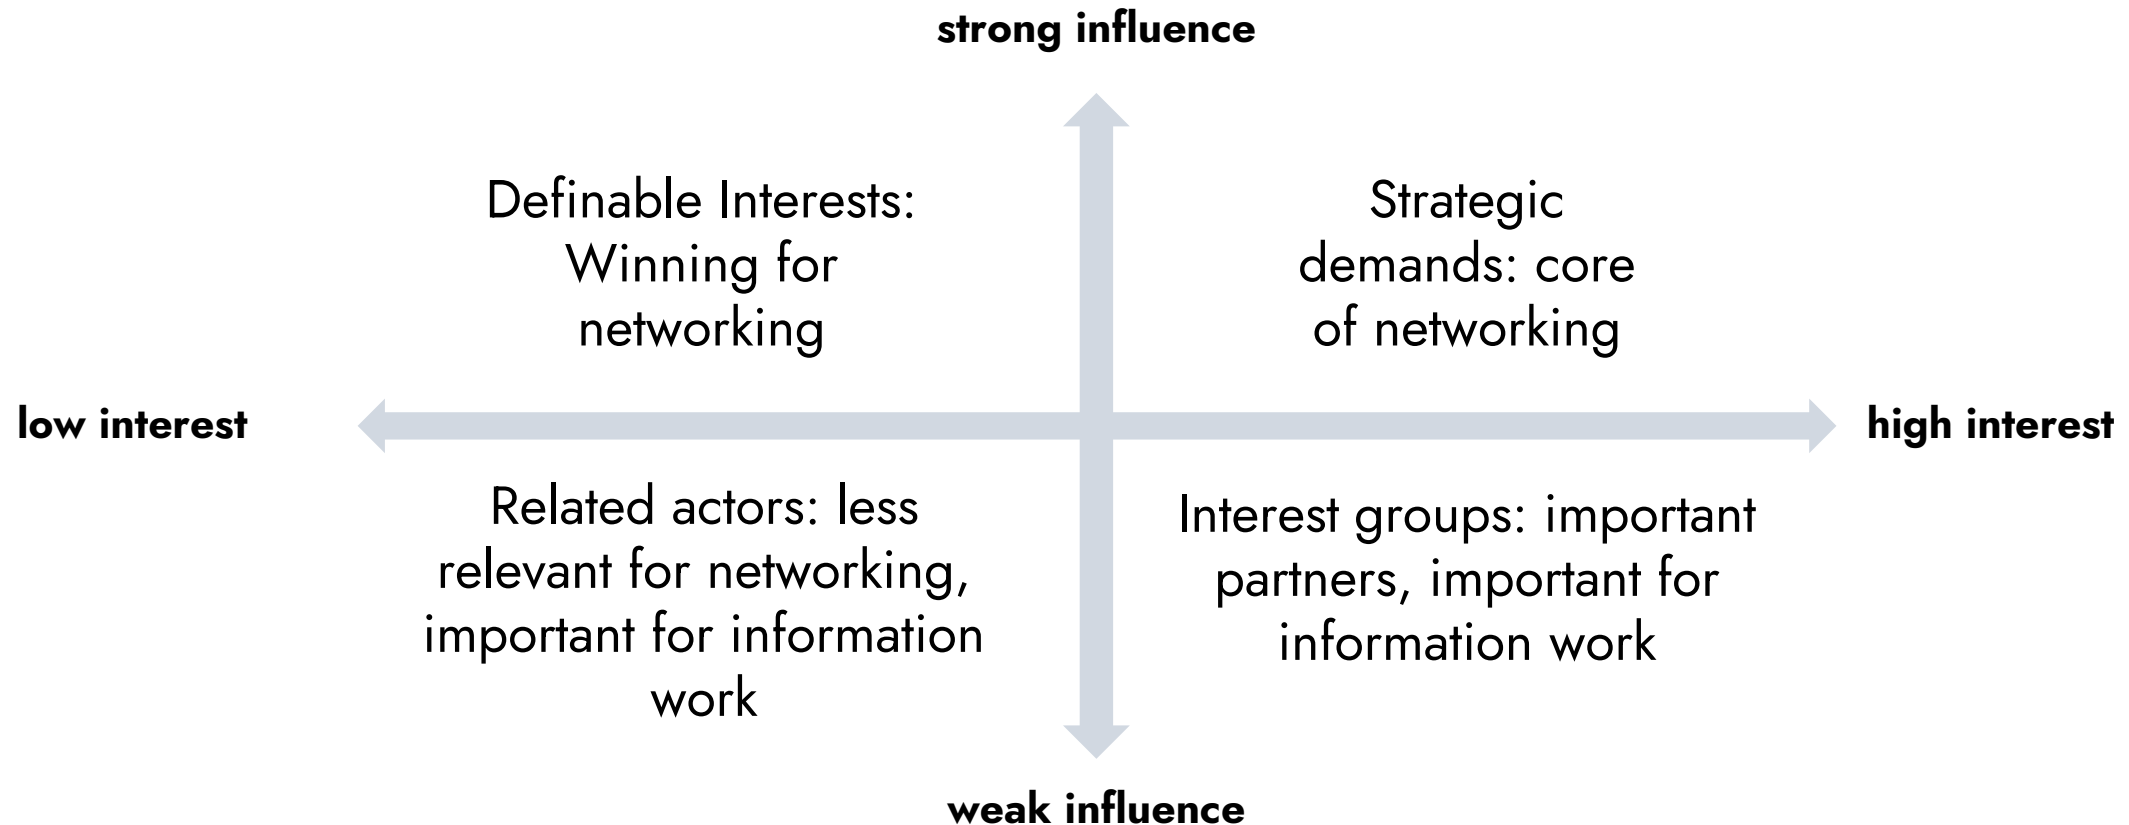 strong influence
Definable Interests:
Winning for
networking
Strategic
demands: core
of networking
low interest
high interest
Related actors: less
relevant for networking,
important for information
work
Interest groups: important
partners, important for
information work
weak influence